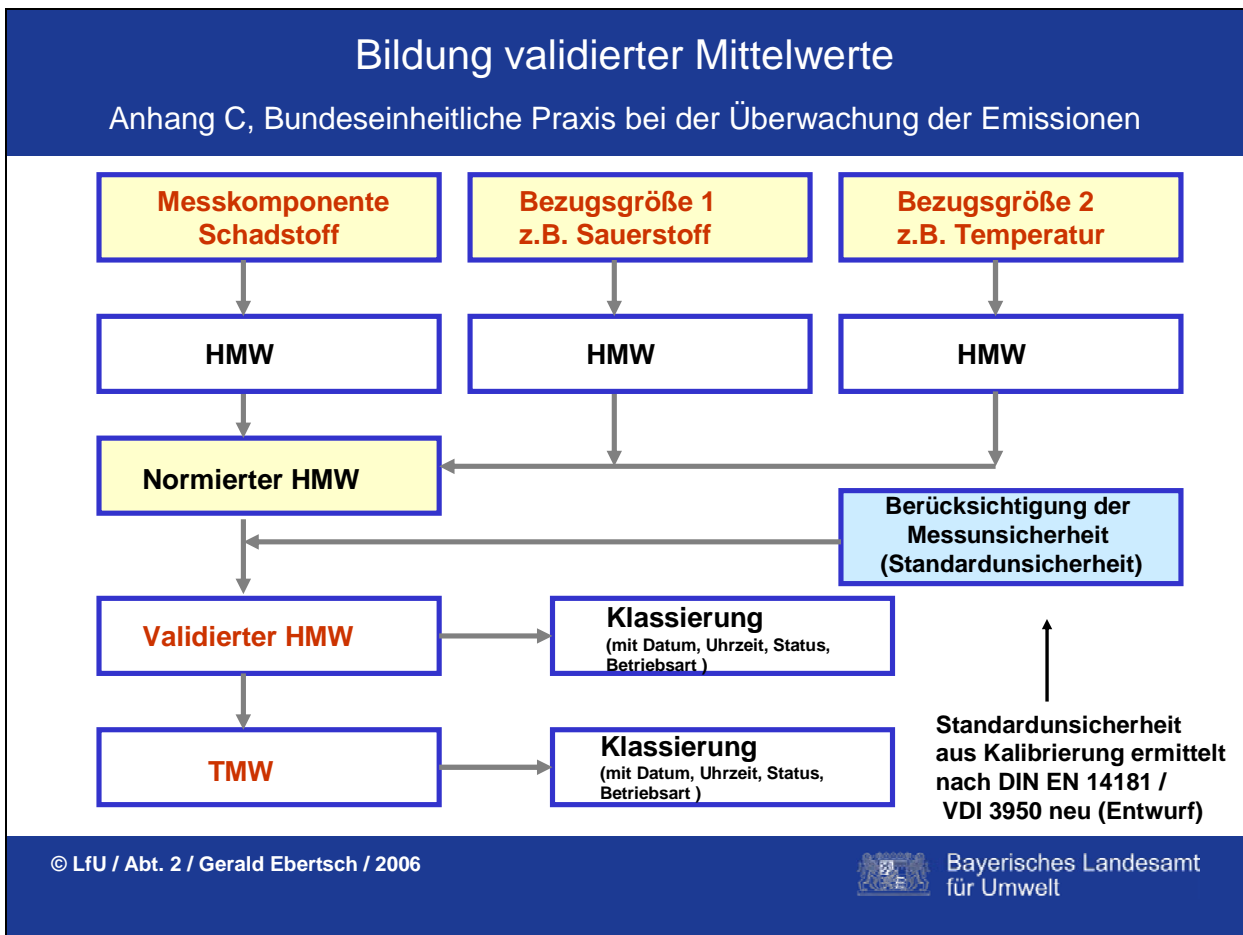 Bildung validierter Mittelwerte
Anhang C, Bundeseinheitliche Praxis bei der Überwachung der Emissionen
Messkomponente
Schadstoff
Bezugsgröße 1
z.B. Sauerstoff
Bezugsgröße 2
z.B. Temperatur
HMW
HMW
HMW
Normierter HMW
Berücksichtigung der
Messunsicherheit
(Standardunsicherheit)
Validierter HMW
Klassierung
(mit Datum, Uhrzeit, Status,
Betriebsart )
TMW
Klassierung
(mit Datum, Uhrzeit, Status,
Betriebsart )
Standardunsicherheit
aus Kalibrierung ermittelt
nach DIN EN 14181 /
VDI 3950 neu (Entwurf)
© LfU / Abt. 2 / Gerald Ebertsch / 2006
Bayerisches Landesamt
für Umwelt